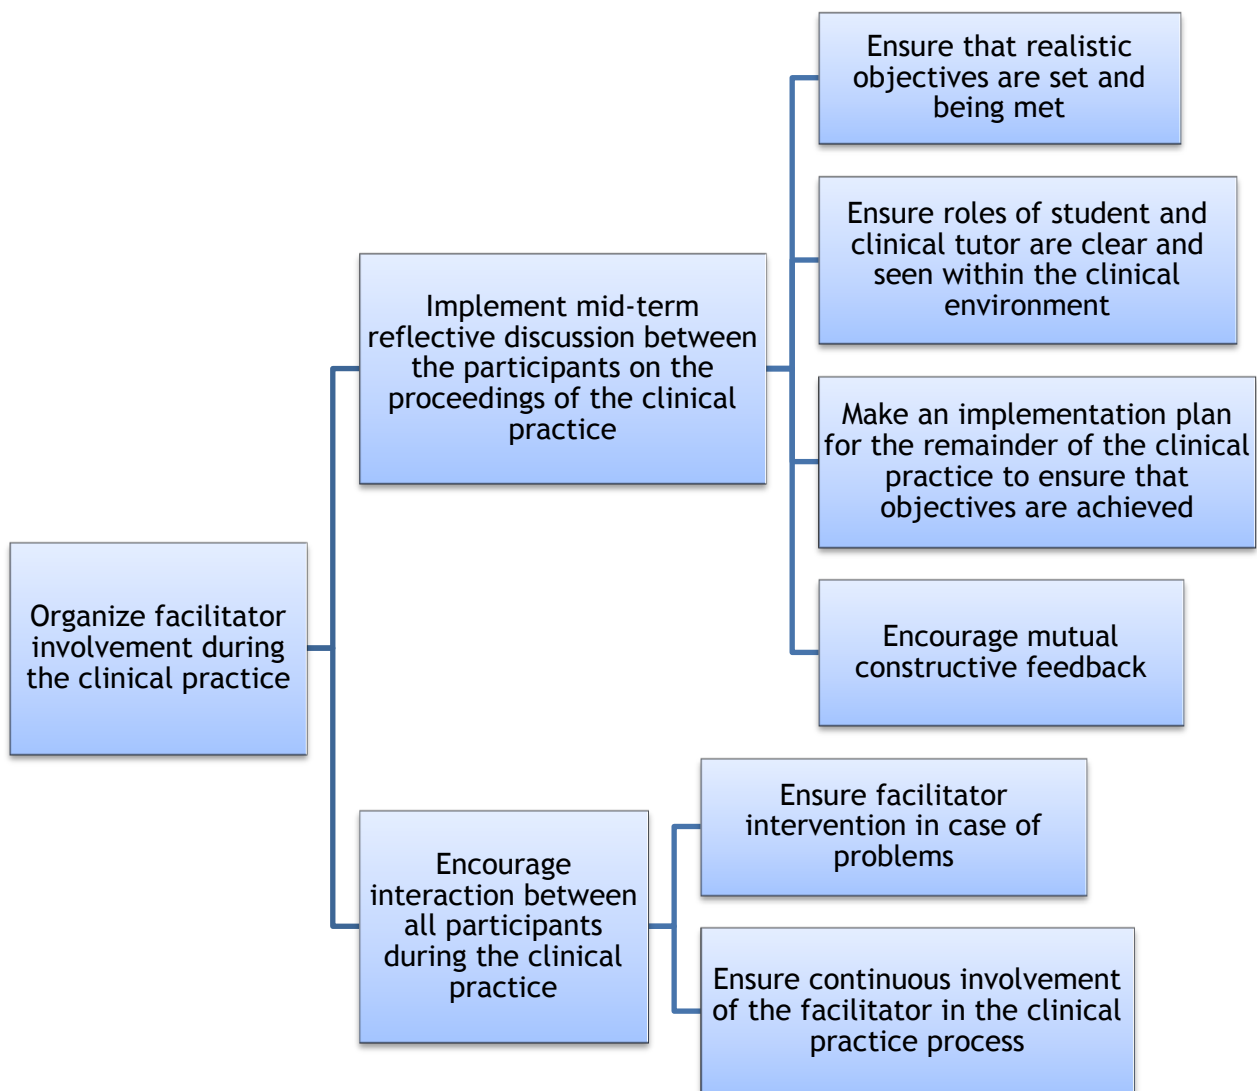 Organize facilitator
involvement during
the clinical practice
Implement mid-term
reflective discussion between
the participants on the
proceedings of the clinical
practice
Ensure that realistic
objectives are set and
being met
Ensure roles of student and
clinical tutor are clear and
seen within the clinical
environment
Make an implementation plan
for the remainder of the clinical
practice to ensure that
objectives are achieved
Encourage mutual
constructive feedback
Encourage
interaction between
all participants
during the clinical
practice
Ensure facilitator
intervention in case of
problems
Ensure continuous involvement
of the facilitator in the clinical
practice process